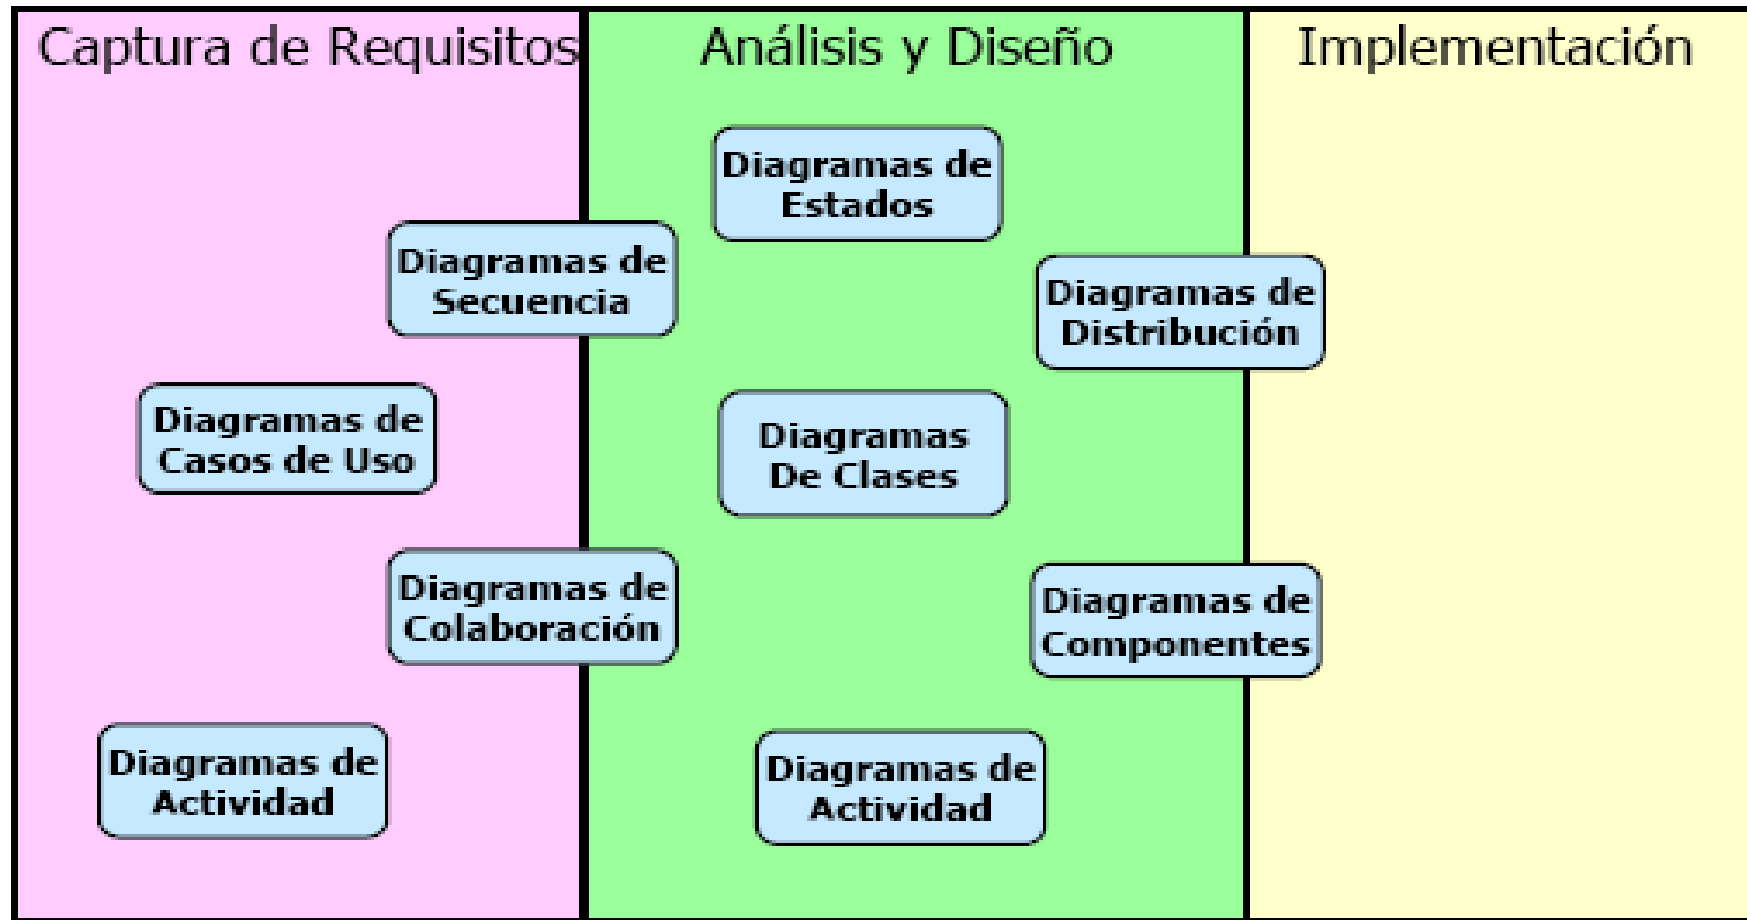 Captura de Requisitos
Análisis y Diseño
Implementación
Diagramas de
Estados
Diagramas de
Secuencia
Diagramas de
Distribución
Diagramas de
Casos de Uso
Diagramas
De Clases
Diagramas de
Colaboración
Diagramas de
Componentes
Diagramas de
Actividad
Diagramas de
Actividad